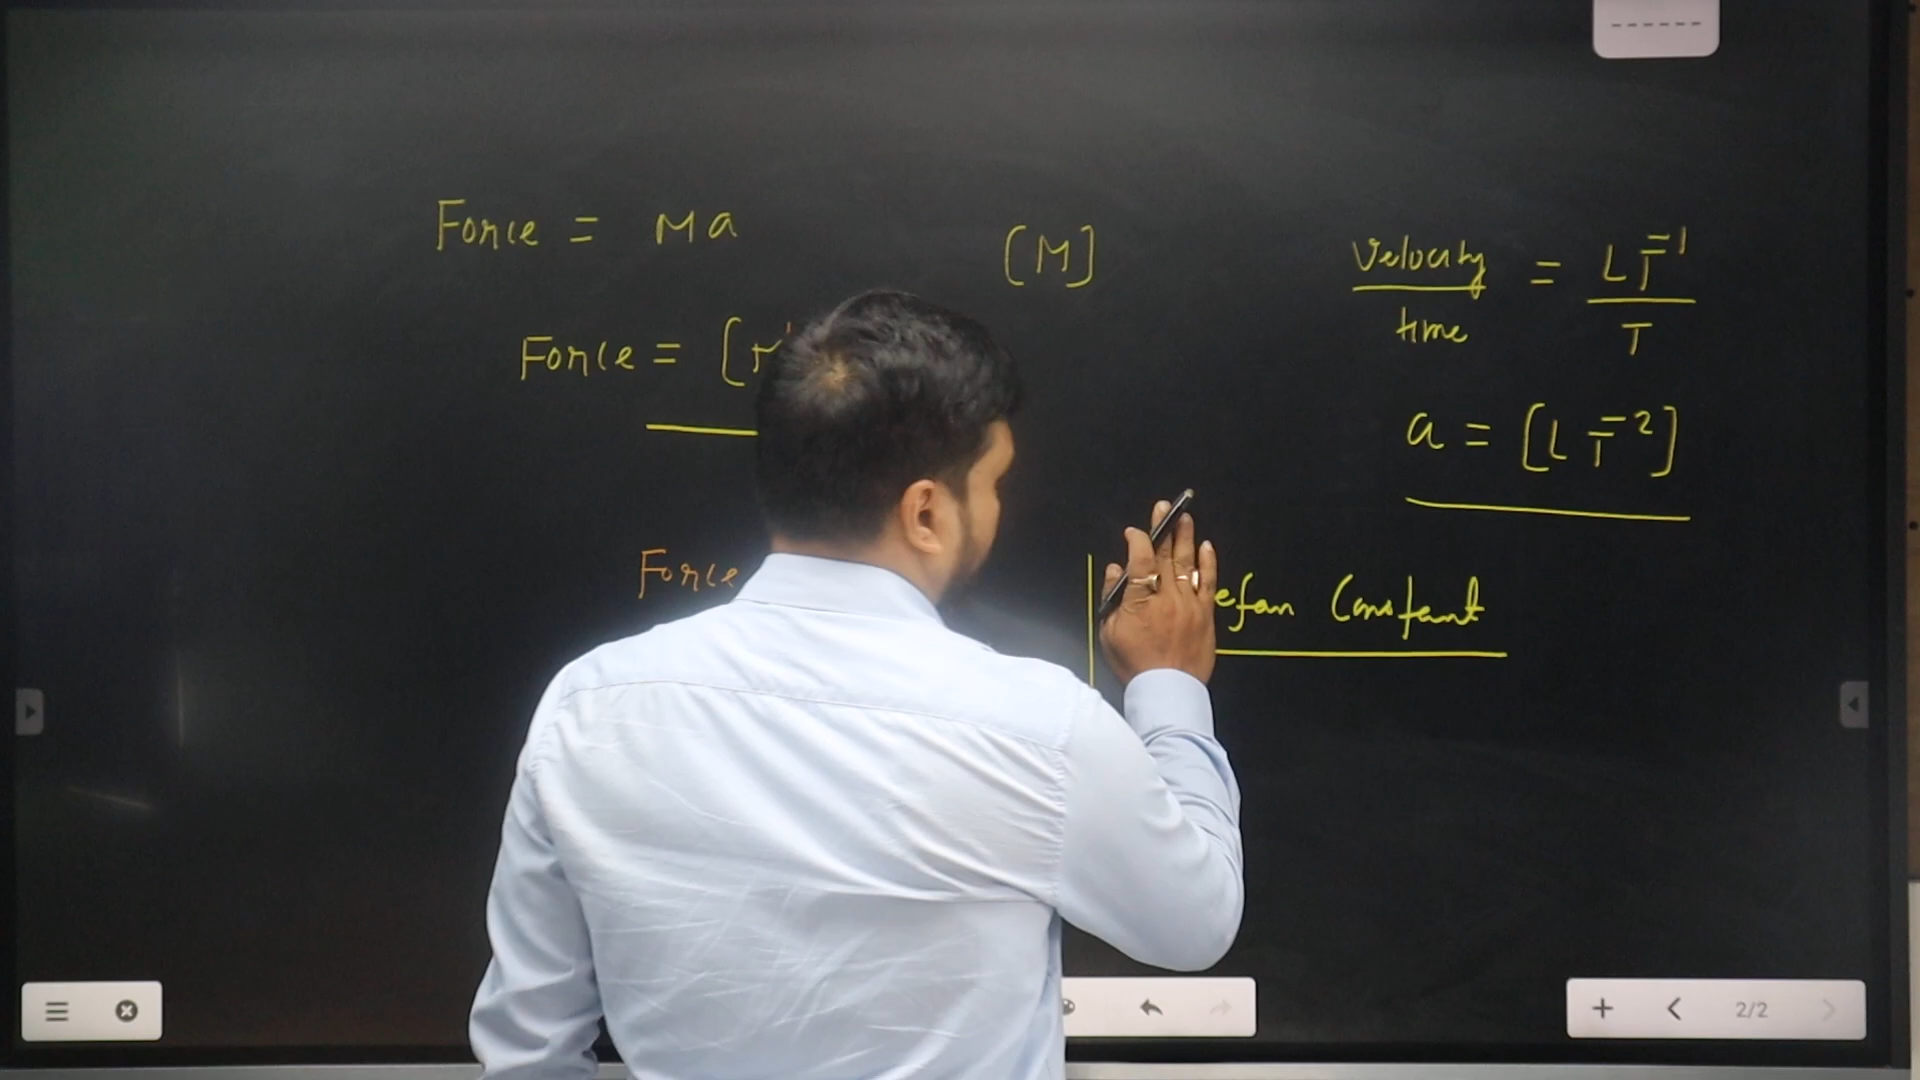 Force = Ma
[M]
Velocity / time = LT⁻¹ / T
Force = [M
a = [LT⁻²]
Force
efan Constant
2/2